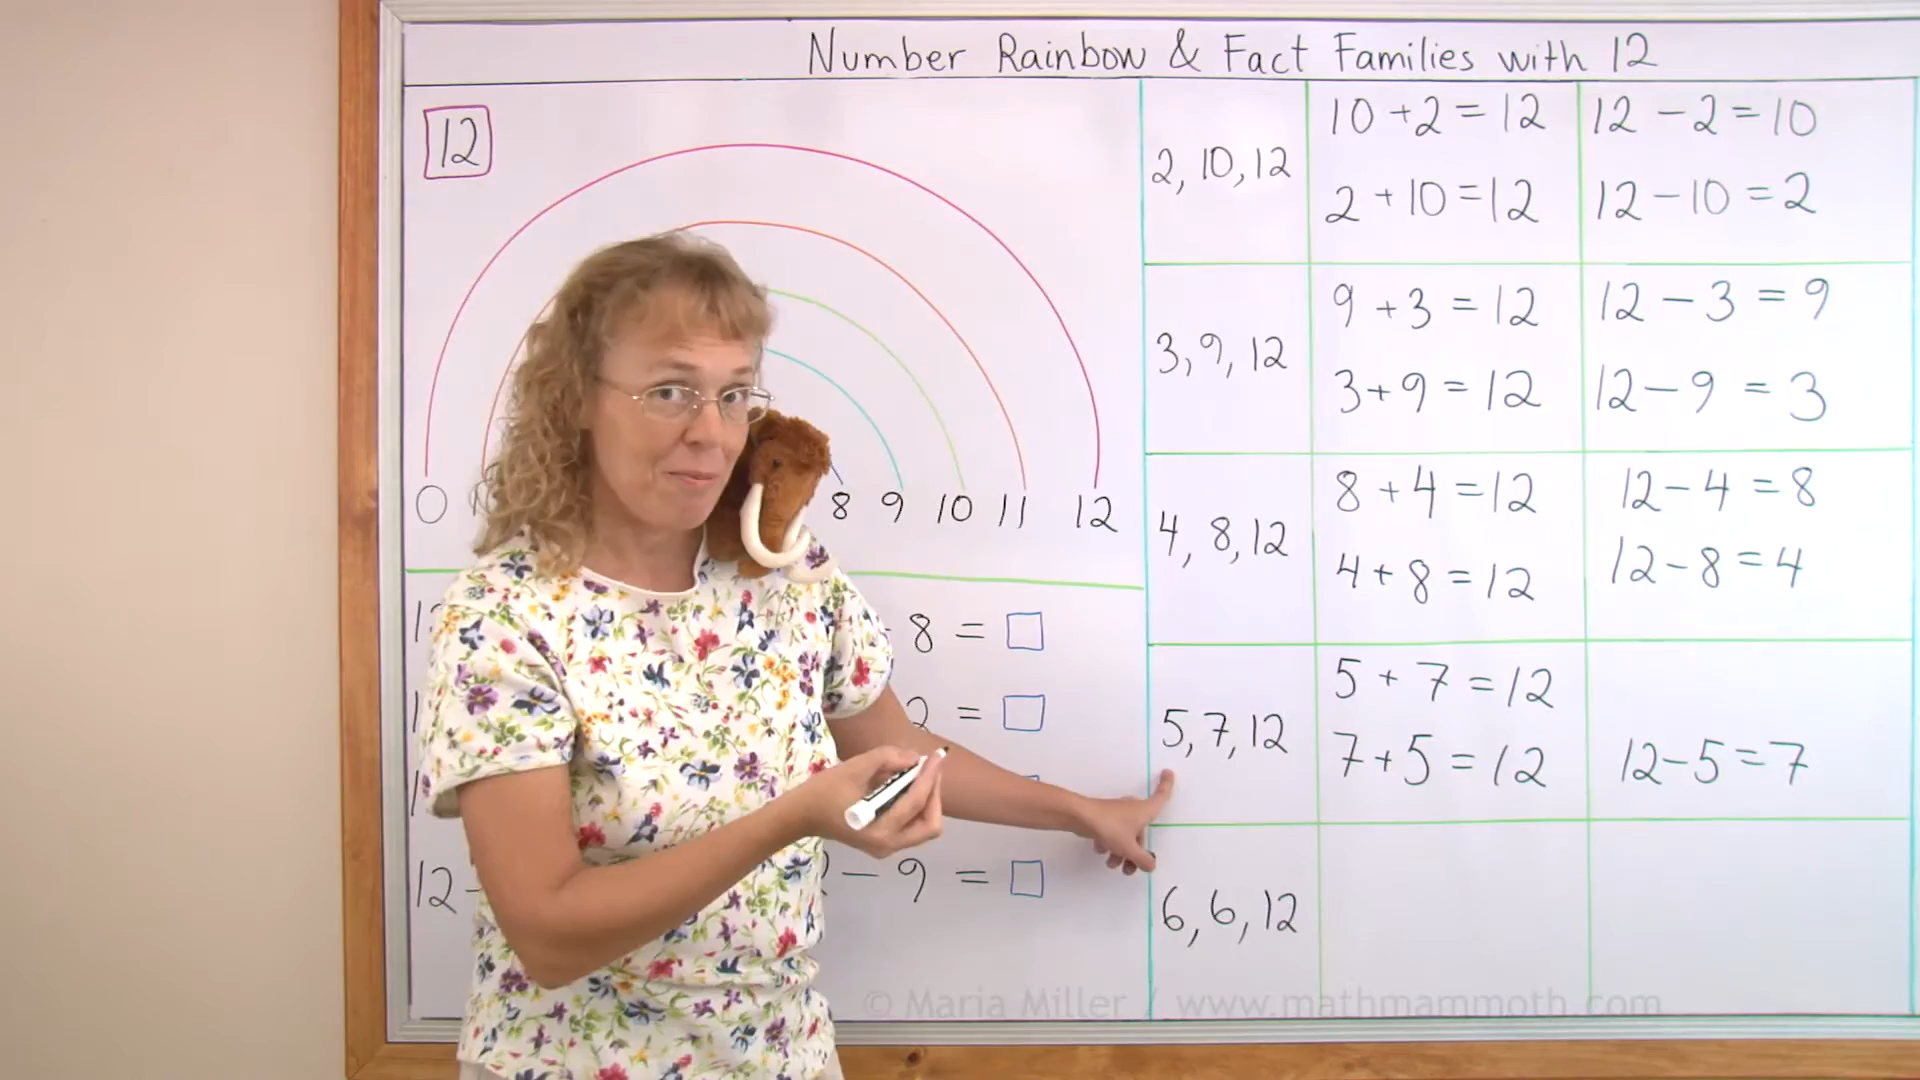 Number Rainbow & Fact Families with 12
12
0 8 9 10 11 12
8 = □
2 = □
12
- 9 = □
2, 10, 12
10 + 2 = 12
12 - 2 = 10
2 + 10 = 12
12 - 10 = 2
3, 9, 12
9 + 3 = 12
12 - 3 = 9
3 + 9 = 12
12 - 9 = 3
4, 8, 12
8 + 4 = 12
12 - 4 = 8
4 + 8 = 12
12 - 8 = 4
5, 7, 12
5 + 7 = 12
7 + 5 = 12
12 - 5 = 7
6, 6, 12
© Maria Miller / www.mathmammoth.com